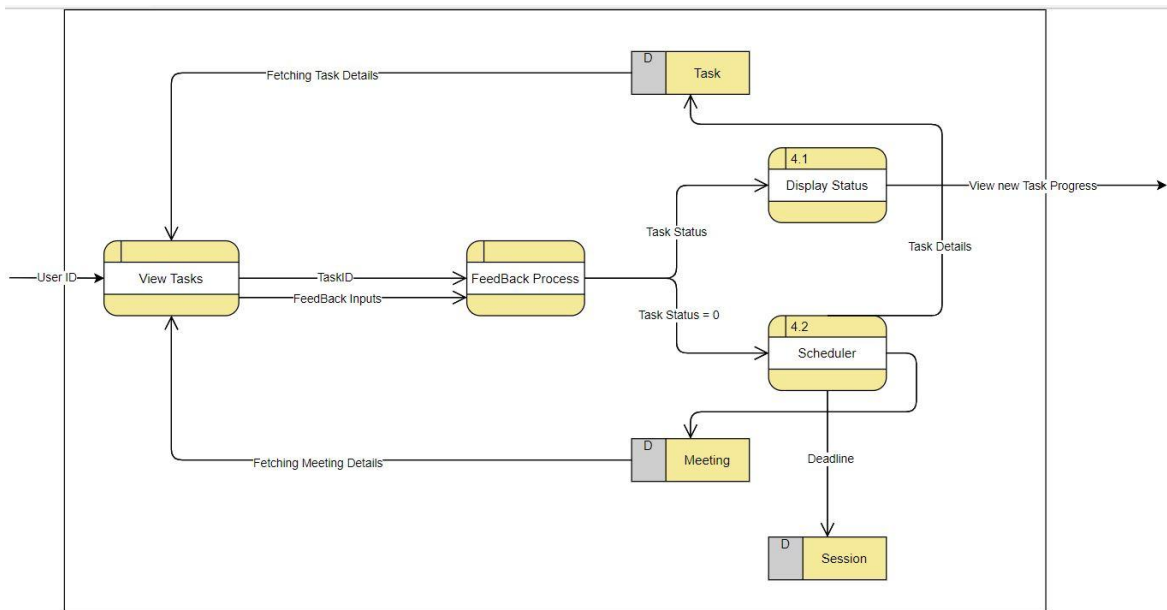 D
Task
Fetching Task Details
4.1
Display Status
View new Task Progress
Task Status
Task Details
User ID
View Tasks
TaskID
FeedBack Inputs
FeedBack Process
Task Status = 0
4.2
Scheduler
D
Meeting
Fetching Meeting Details
Deadline
D
Session